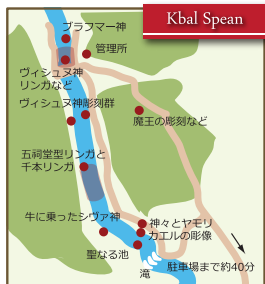 Kbal Spean
ブラフマー神
管理所
ヴィシュヌ神
リンガなど
ヴィシュヌ神彫刻群
魔王の彫刻など
五祠堂型リンガと
千本リンガ
牛に乗ったシヴァ神
神々とヤモリ
カエルの彫像
聖なる池
滝
駐車場まで約40分